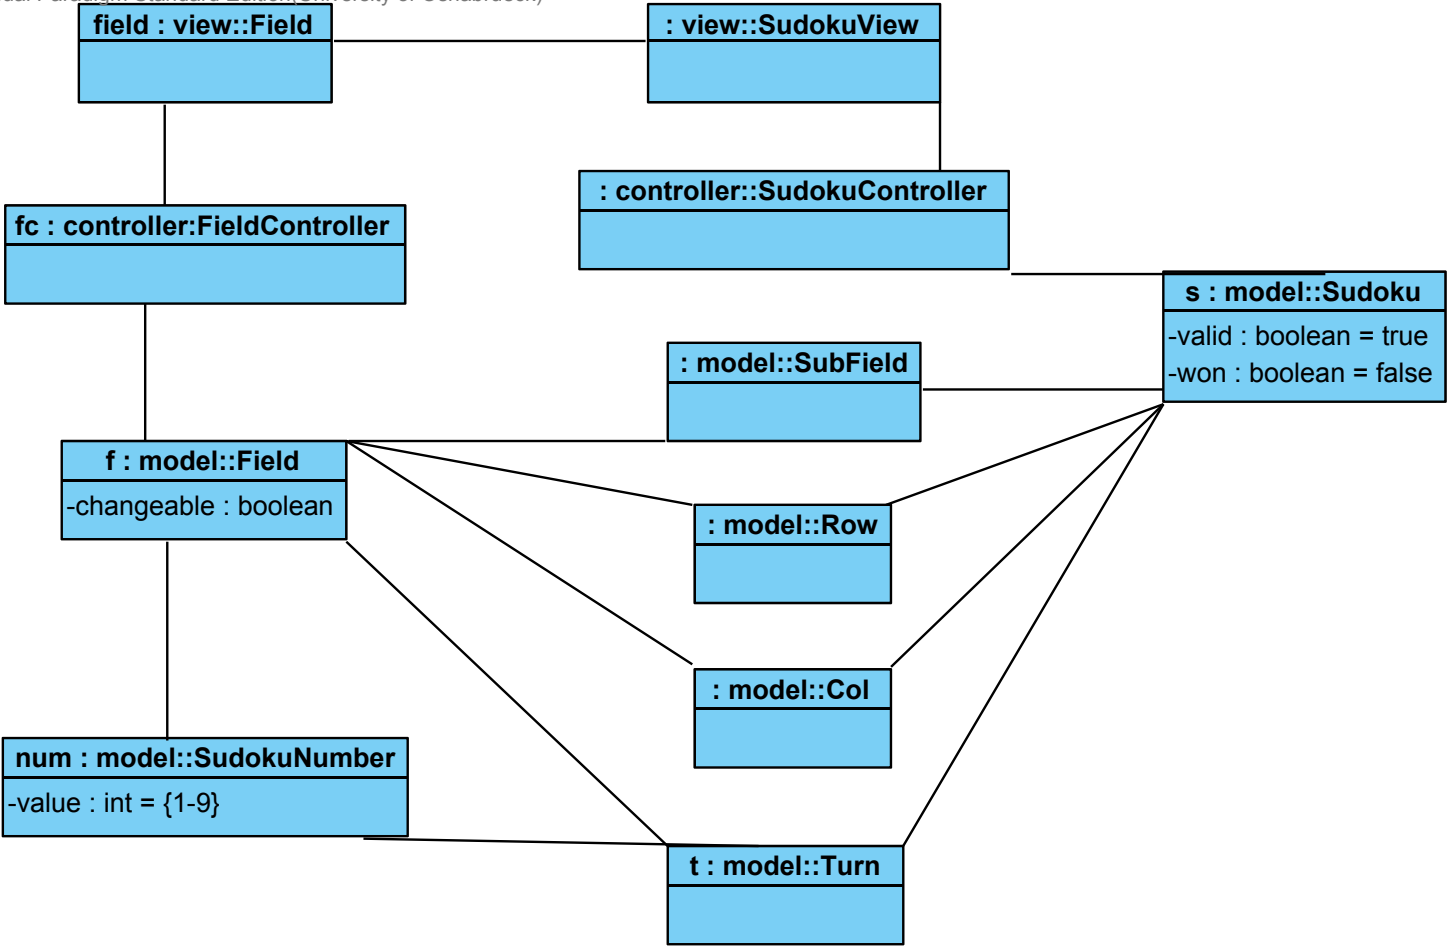 field : view::Field
: view::SudokuView
: controller::SudokuController
fc : controller:FieldController
s : model::Sudoku
-valid : boolean = true
-won : boolean = false
: model::SubField
f : model::Field
-changeable : boolean
: model::Row
: model::Col
num : model::SudokuNumber
-value : int = {1-9}
t : model::Turn